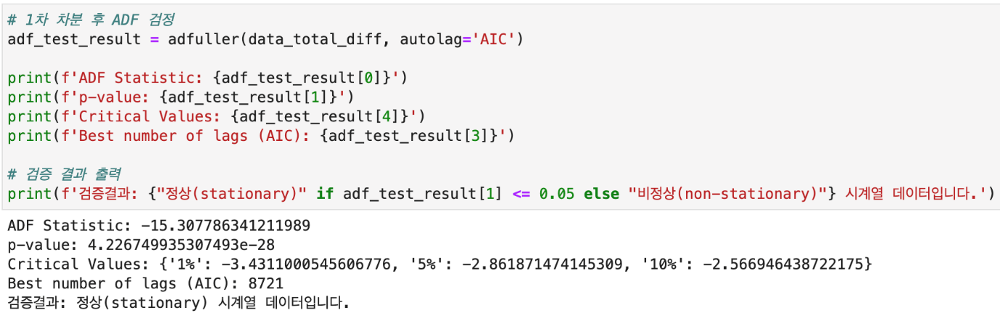 # 1차 차분 후 ADF 검정
adf_test_result = adfuller(data_total_diff, autolag='AIC')
print(f'ADF Statistic: {adf_test_result[0]}')
print(f'p-value: {adf_test_result[1]}')
print(f'Critical Values: {adf_test_result[4]}')
print(f'Best number of lags (AIC): {adf_test_result[3]}')
# 검증 결과 출력
print(f'검증결과: {"정상(stationary)" if adf_test_result[1] <= 0.05 else "비정상(non-stationary)"} 시계열 데이터입니다.')
ADF Statistic: -15.307786341211989
p-value: 4.226749935307493e-28
Critical Values: {'1%': -3.4311000545606776, '5%': -2.861871474145309, '10%': -2.566946438722175}
Best number of lags (AIC): 8721
검증결과: 정상(stationary) 시계열 데이터입니다.